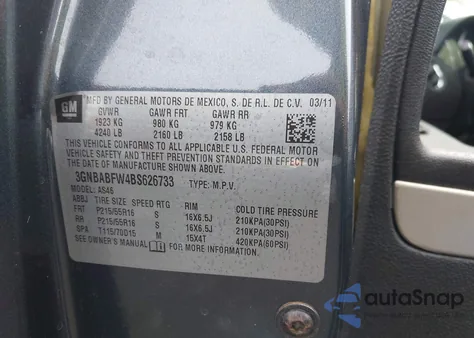 GM
MFD BY GENERAL MOTORS DE MEXICO, S. DE R.L. DE C.V. 03/11
GVWR GAWR FRT GAWR RR
1923 KG 980 KG 979 KG
4240 LB 2160 LB 2158 LB
THIS VEHICLE CONFORMS TO ALL APPLICABLE U.S. FEDERAL MOTOR
VEHICLE SAFETY AND THEFT PREVENTION STANDARDS IN EFFECT ON THE
DATE OF MANUFACTURE SHOWN ABOVE.
3GNBABFW4BS626733 TYPE: M.P.V.
MODEL: AS46
ABBJ TIRE SIZE SPEED RTG RIM COLD TIRE PRESSURE
FRT P215/55R16 S 16X6.5J 210KPA(30PSI)
RR P215/55R16 S 16X6.5J 210KPA(30PSI)
SPA T115/70D15 M 15X4T 420KPA(60PSI)
SEE OWNER'S MANUAL FOR ADDITIONAL INFORMATION
autoSnap